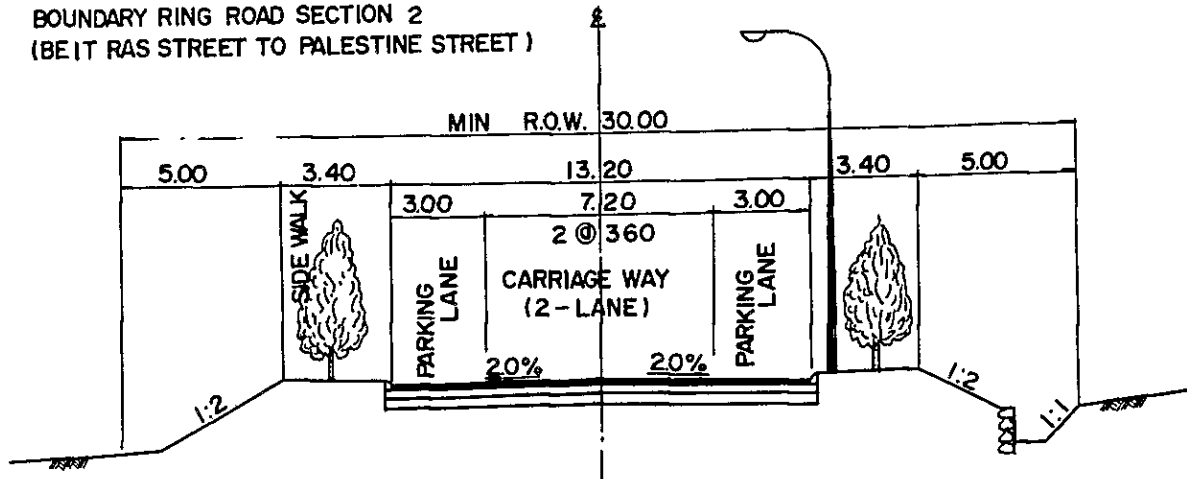 BOUNDARY RING ROAD SECTION 2
(BEIT RAS STREET TO PALESTINE STREET)
℄
MIN R.O.W. 30.00
5.00 3.40 13.20 3.40 5.00
3.00 7.20 3.00
2 @ 360
SIDE WALK
PARKING LANE
CARRIAGE WAY
(2-LANE)
PARKING LANE
2.0% 2.0%
1:2 1:2 1:1